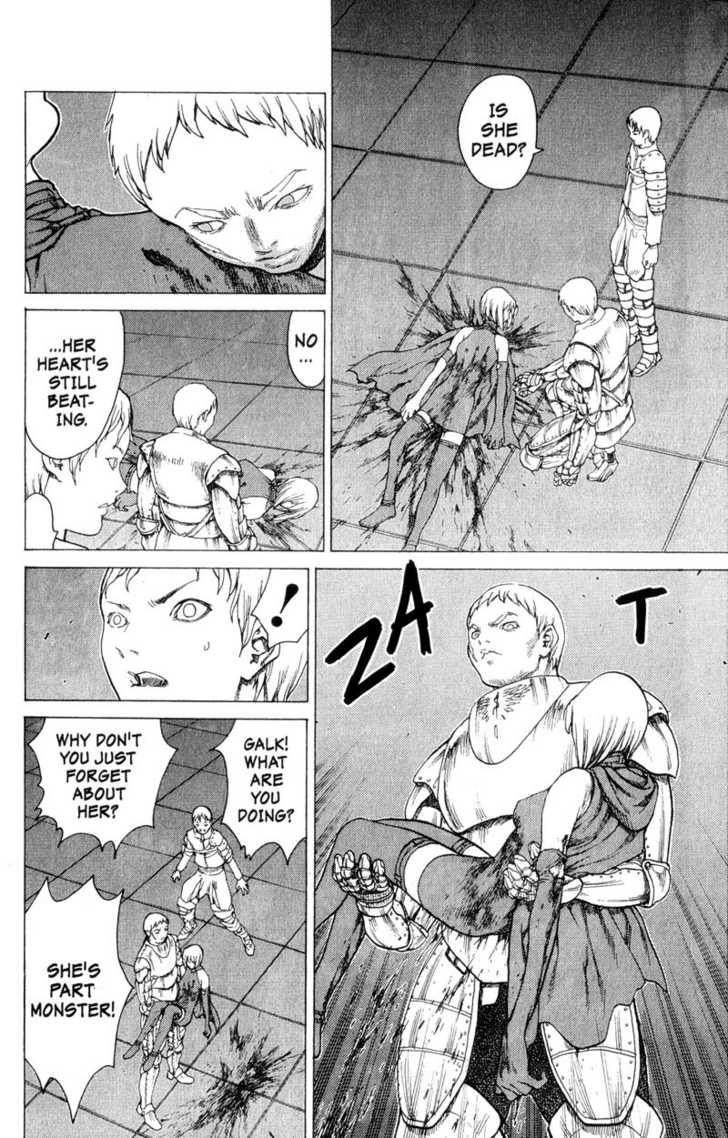 IS
SHE
DEAD?
NO
...
...HER
HEART'S
STILL
BEAT-
ING.
ZAT
!
GALK!
WHAT
ARE
YOU
DOING?
WHY DON'T
YOU JUST
FORGET
ABOUT
HER?
SHE'S
PART
MONSTER!